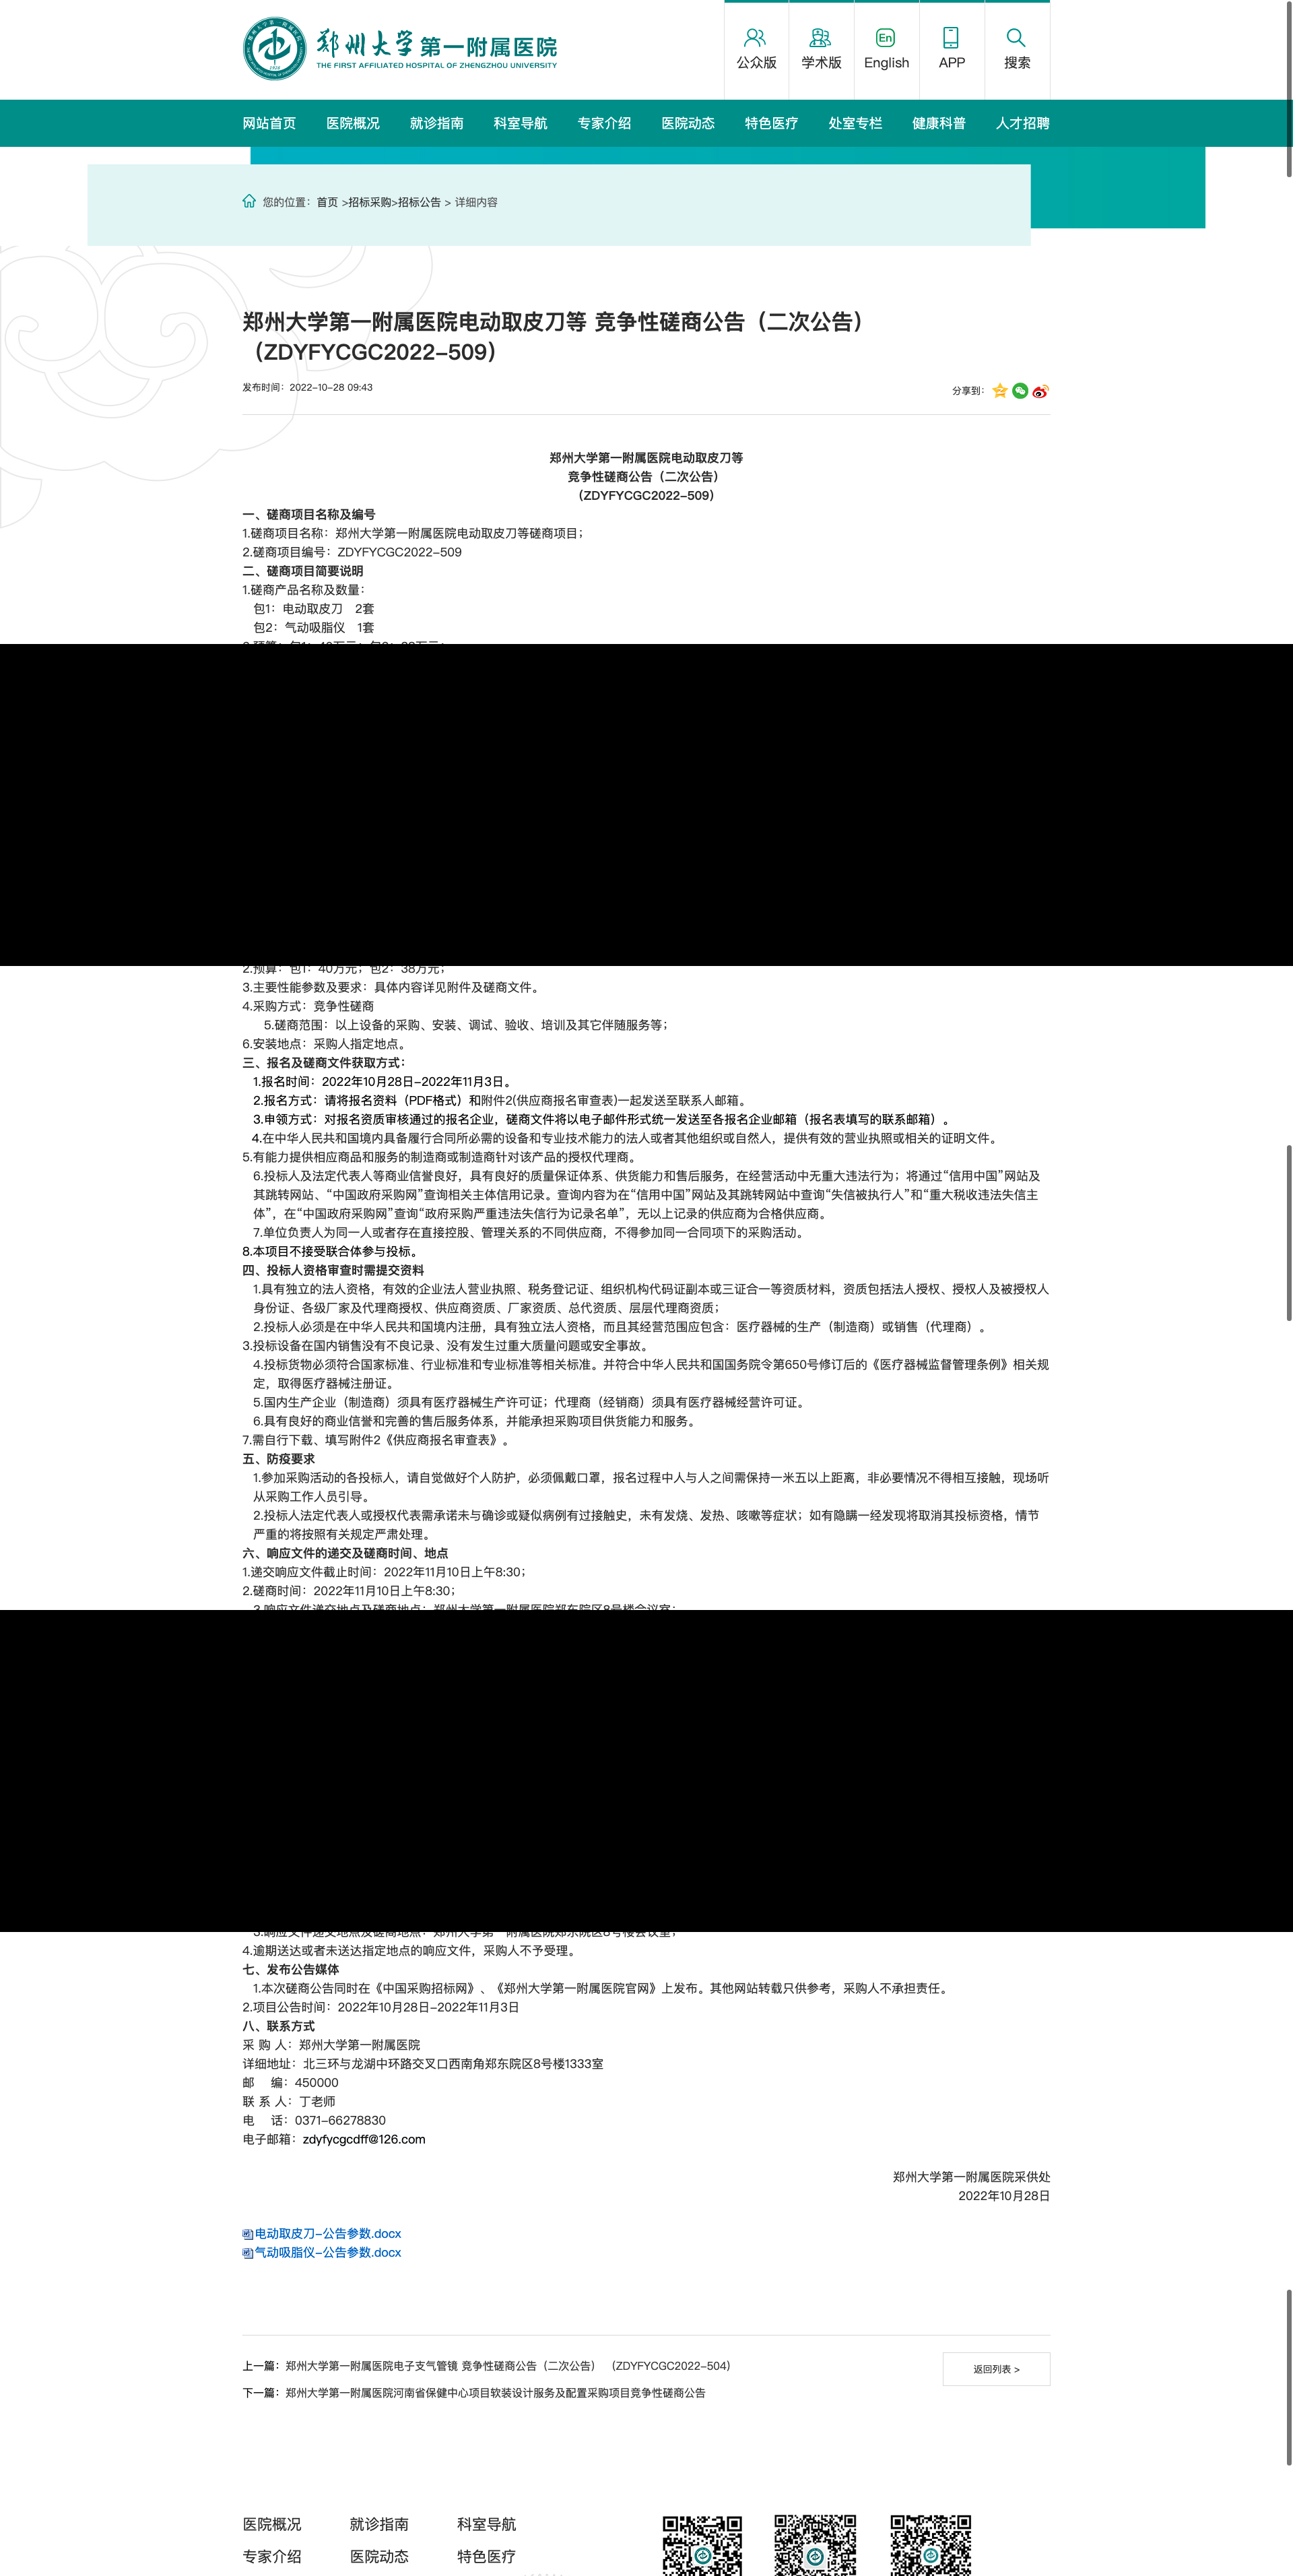 郑州大学第一附属医院
THE FIRST AFFILIATED HOSPITAL OF ZHENGZHOU UNIVERSITY
公众版 学术版 En English APP 搜索
网站首页 医院概况 就诊指南 科室导航 专家介绍 医院动态 特色医疗 处室专栏 健康科普 人才招聘
您的位置：首页 >招标采购>招标公告 > 详细内容
郑州大学第一附属医院电动取皮刀等 竞争性磋商公告（二次公告）
（ZDYFYCGC2022-509）
发布时间：2022-10-28 09:43
分享到：
郑州大学第一附属医院电动取皮刀等
竞争性磋商公告（二次公告）
（ZDYFYCGC2022-509）
一、磋商项目名称及编号
1.磋商项目名称：郑州大学第一附属医院电动取皮刀等磋商项目；
2.磋商项目编号：ZDYFYCGC2022-509
二、磋商项目简要说明
1.磋商产品名称及数量：
包1：电动取皮刀 2套
包2：气动吸脂仪 1套
2.预算：包1：40万元；包2：38万元；
3.主要性能参数及要求：具体内容详见附件及磋商文件。
4.采购方式：竞争性磋商
5.磋商范围：以上设备的采购、安装、调试、验收、培训及其它伴随服务等；
6.安装地点：采购人指定地点。
三、报名及磋商文件获取方式：
1.报名时间：2022年10月28日-2022年11月3日。
2.报名方式：请将报名资料（PDF格式）和附件2(供应商报名审查表)一起发送至联系人邮箱。
3.申领方式：对报名资质审核通过的报名企业，磋商文件将以电子邮件形式统一发送至各报名企业邮箱（报名表填写的联系邮箱）。
4.在中华人民共和国境内具备履行合同所必需的设备和专业技术能力的法人或者其他组织或自然人，提供有效的营业执照或相关的证明文件。
5.有能力提供相应商品和服务的制造商或制造商针对该产品的授权代理商。
6.投标人及法定代表人等商业信誉良好，具有良好的质量保证体系、供货能力和售后服务，在经营活动中无重大违法行为；将通过“信用中国”网站及
其跳转网站、“中国政府采购网”查询相关主体信用记录。查询内容为在“信用中国”网站及其跳转网站中查询“失信被执行人”和“重大税收违法失信主
体”，在“中国政府采购网”查询“政府采购严重违法失信行为记录名单”，无以上记录的供应商为合格供应商。
7.单位负责人为同一人或者存在直接控股、管理关系的不同供应商，不得参加同一合同项下的采购活动。
8.本项目不接受联合体参与投标。
四、投标人资格审查时需提交资料
1.具有独立的法人资格，有效的企业法人营业执照、税务登记证、组织机构代码证副本或三证合一等资质材料，资质包括法人授权、授权人及被授权人
身份证、各级厂家及代理商授权、供应商资质、厂家资质、总代资质、层层代理商资质；
2.投标人必须是在中华人民共和国境内注册，具有独立法人资格，而且其经营范围应包含：医疗器械的生产（制造商）或销售（代理商）。
3.投标设备在国内销售没有不良记录、没有发生过重大质量问题或安全事故。
4.投标货物必须符合国家标准、行业标准和专业标准等相关标准。并符合中华人民共和国国务院令第650号修订后的《医疗器械监督管理条例》相关规
定，取得医疗器械注册证。
5.国内生产企业（制造商）须具有医疗器械生产许可证；代理商（经销商）须具有医疗器械经营许可证。
6.具有良好的商业信誉和完善的售后服务体系，并能承担采购项目供货能力和服务。
7.需自行下载、填写附件2《供应商报名审查表》。
五、防疫要求
1.参加采购活动的各投标人，请自觉做好个人防护，必须佩戴口罩，报名过程中人与人之间需保持一米五以上距离，非必要情况不得相互接触，现场听
从采购工作人员引导。
2.投标人法定代表人或授权代表需承诺未与确诊或疑似病例有过接触史，未有发烧、发热、咳嗽等症状；如有隐瞒一经发现将取消其投标资格，情节
严重的将按照有关规定严肃处理。
六、响应文件的递交及磋商时间、地点
1.递交响应文件截止时间：2022年11月10日上午8:30；
2.磋商时间：2022年11月10日上午8:30；
3.响应文件递交地点及磋商地点：郑州大学第一附属医院郑东院区8号楼会议室；
4.逾期送达或者未送达指定地点的响应文件，采购人不予受理。
七、发布公告媒体
1.本次磋商公告同时在《中国采购招标网》、《郑州大学第一附属医院官网》上发布。其他网站转载只供参考，采购人不承担责任。
2.项目公告时间：2022年10月28日-2022年11月3日
八、联系方式
采 购 人：郑州大学第一附属医院
详细地址：北三环与龙湖中环路交叉口西南角郑东院区8号楼1333室
邮 编：450000
联 系 人：丁老师
电 话：0371-66278830
电子邮箱：zdyfycgcdff@126.com
郑州大学第一附属医院采供处
2022年10月28日
电动取皮刀-公告参数.docx
气动吸脂仪-公告参数.docx
上一篇：郑州大学第一附属医院电子支气管镜 竞争性磋商公告（二次公告） （ZDYFYCGC2022-504）
返回列表 >
下一篇：郑州大学第一附属医院河南省保健中心项目软装设计服务及配置采购项目竞争性磋商公告
医院概况 就诊指南 科室导航
专家介绍 医院动态 特色医疗